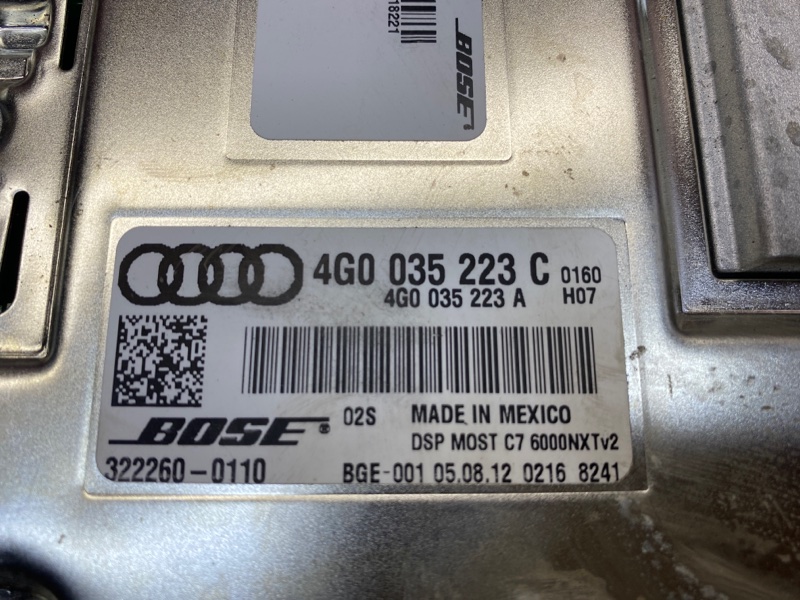 18221
BOSE
4G0 035 223 C 0160
4G0 035 223 A H07
BOSE® 02S MADE IN MEXICO
DSP MOST C7 6000NXTv2
322260-0110 BGE-001 05.08.12 0216 8241